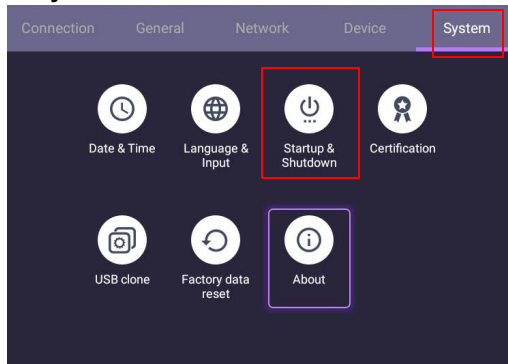 Connection General Network Device System
Date & Time Language & Input Startup & Shutdown Certification
USB clone Factory data reset About